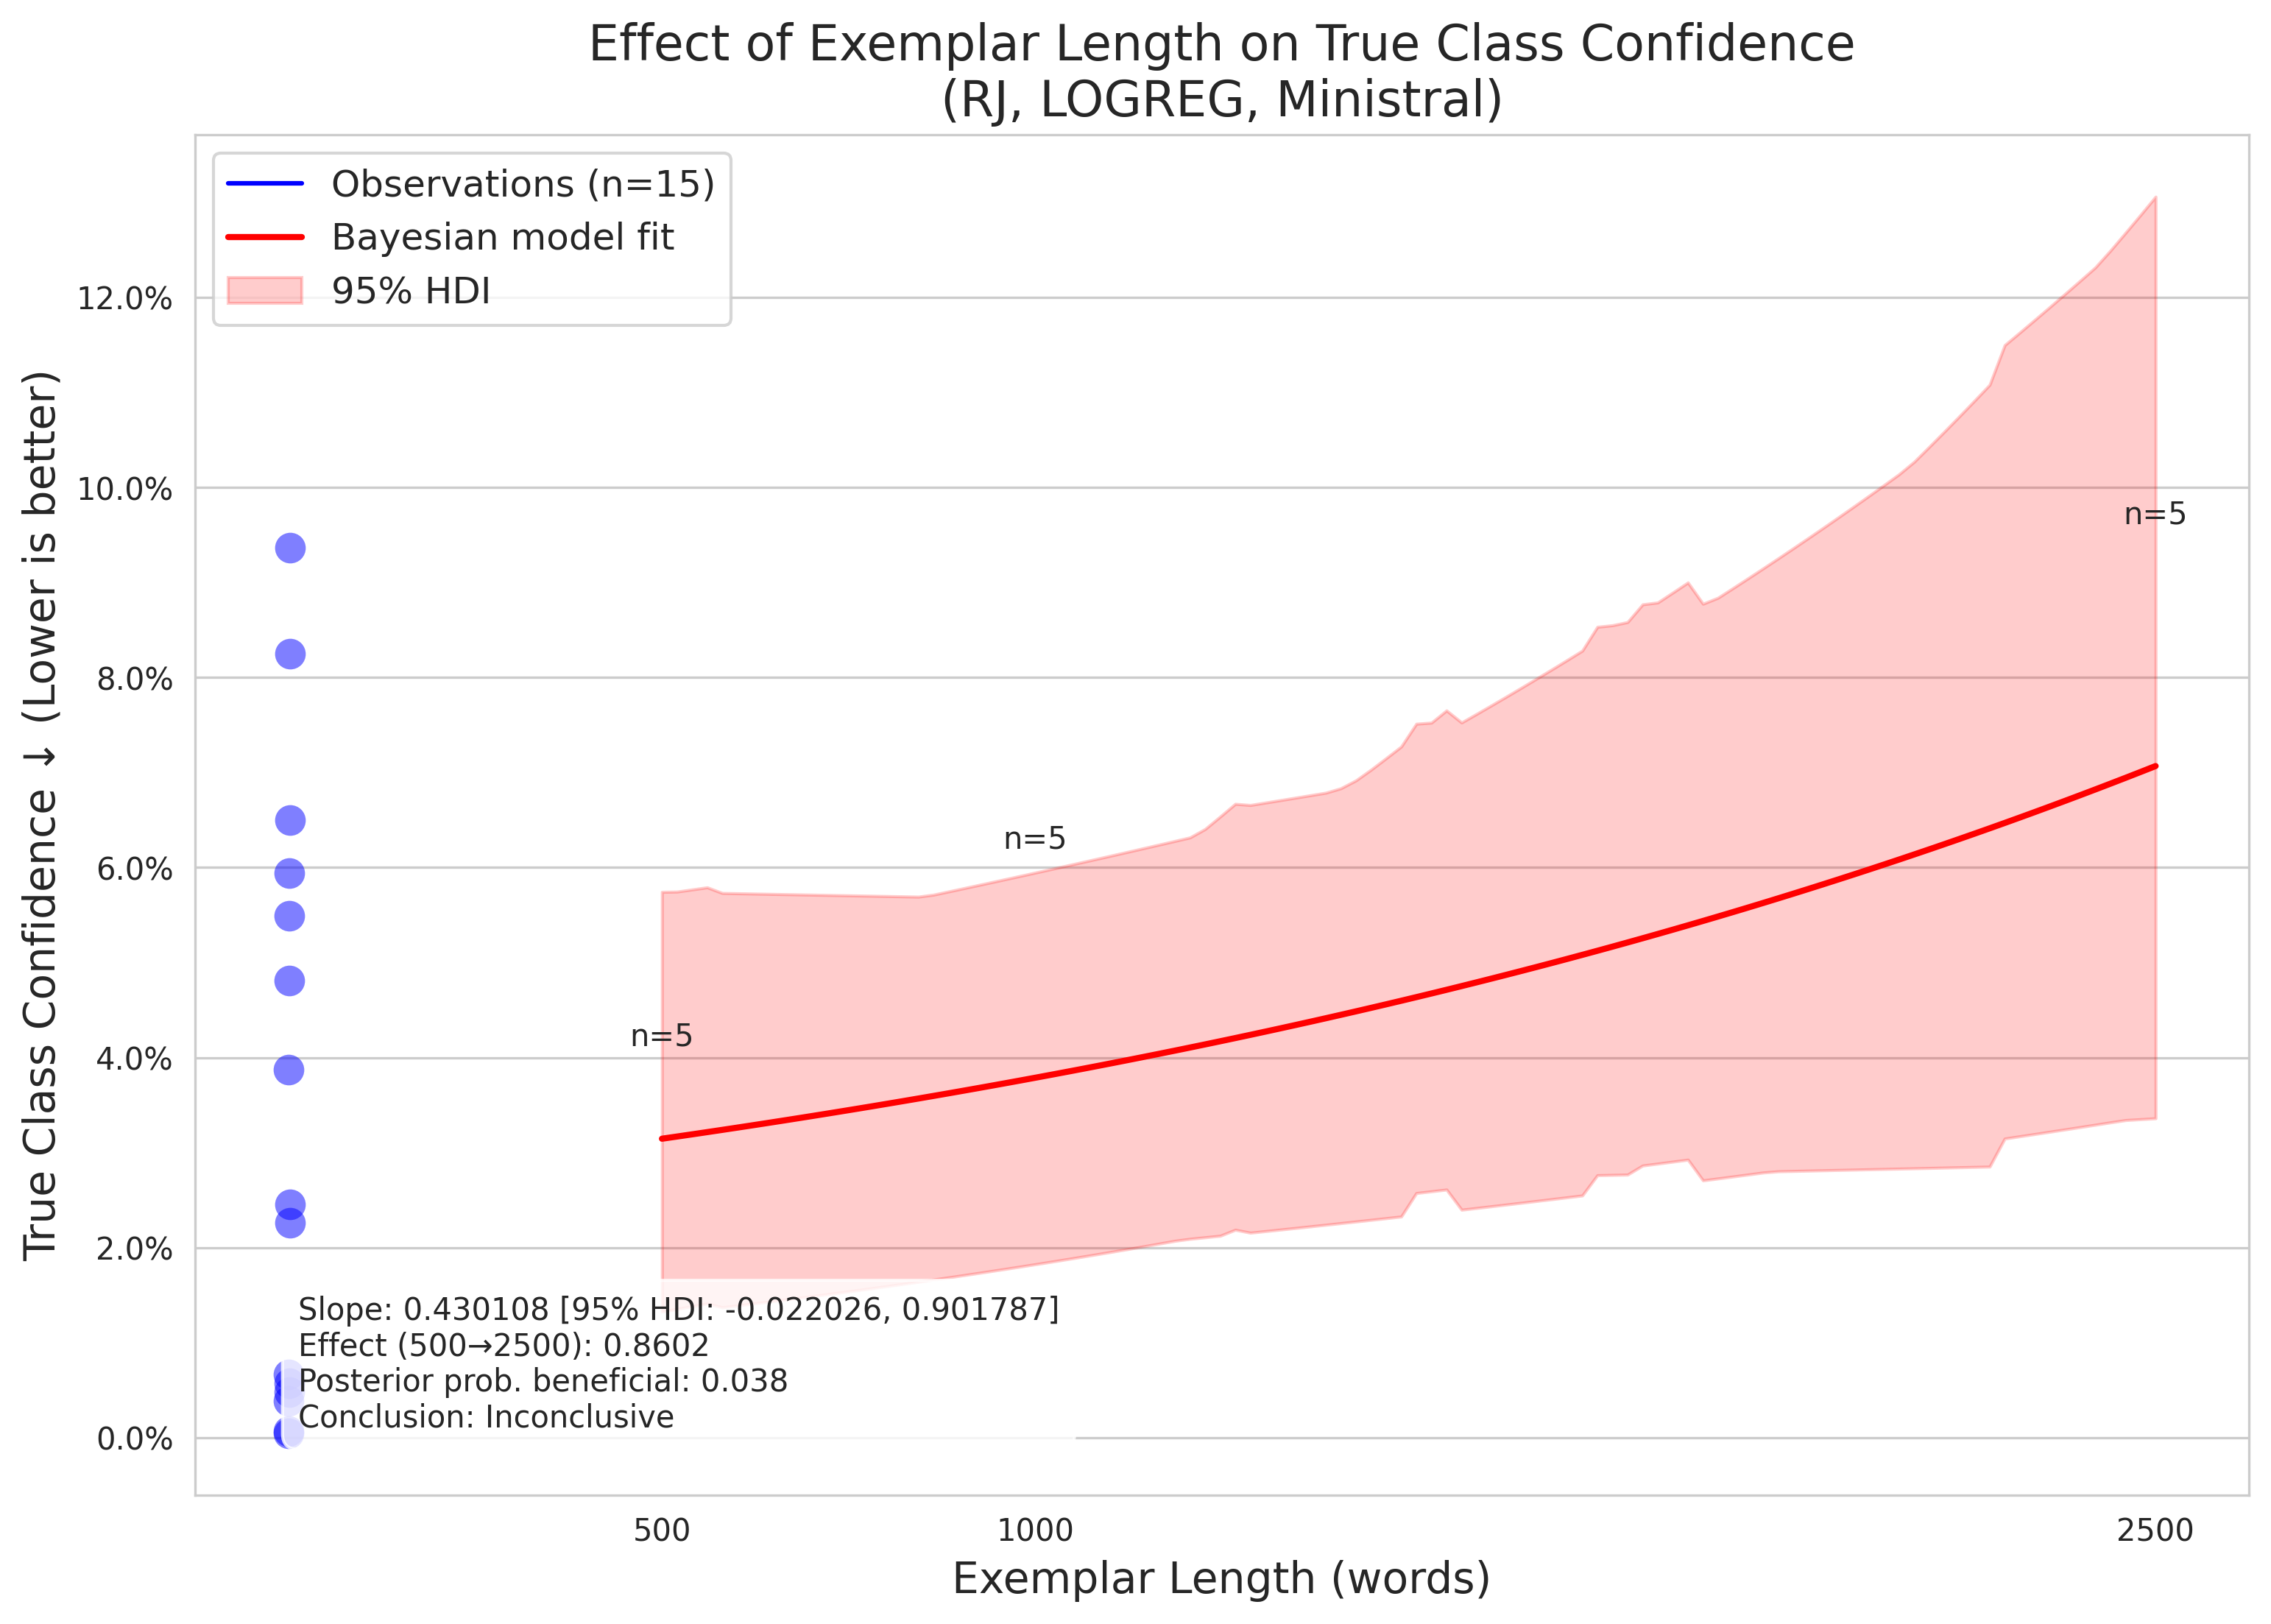 Effect of Exemplar Length on True Class Confidence
(RJ, LOGREG, Ministral)
Observations (n=15)
Bayesian model fit
95% HDI
True Class Confidence ↓ (Lower is better)
12.0%
10.0%
8.0%
6.0%
4.0%
2.0%
0.0%
n=5
n=5
n=5
Slope: 0.430108 [95% HDI: -0.022026, 0.901787]
Effect (500→2500): 0.8602
Posterior prob. beneficial: 0.038
Conclusion: Inconclusive
500
1000
2500
Exemplar Length (words)